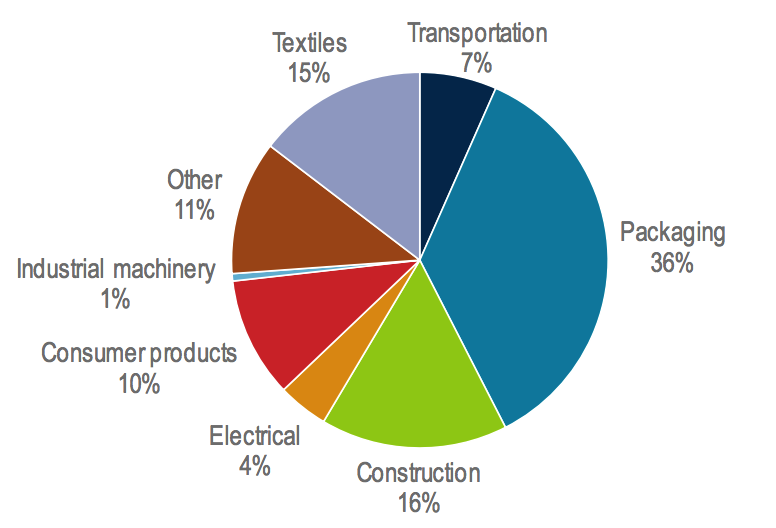 Transportation
7%
Packaging
36%
Construction
16%
Electrical
4%
Consumer products
10%
Industrial machinery
1%
Other
11%
Textiles
15%